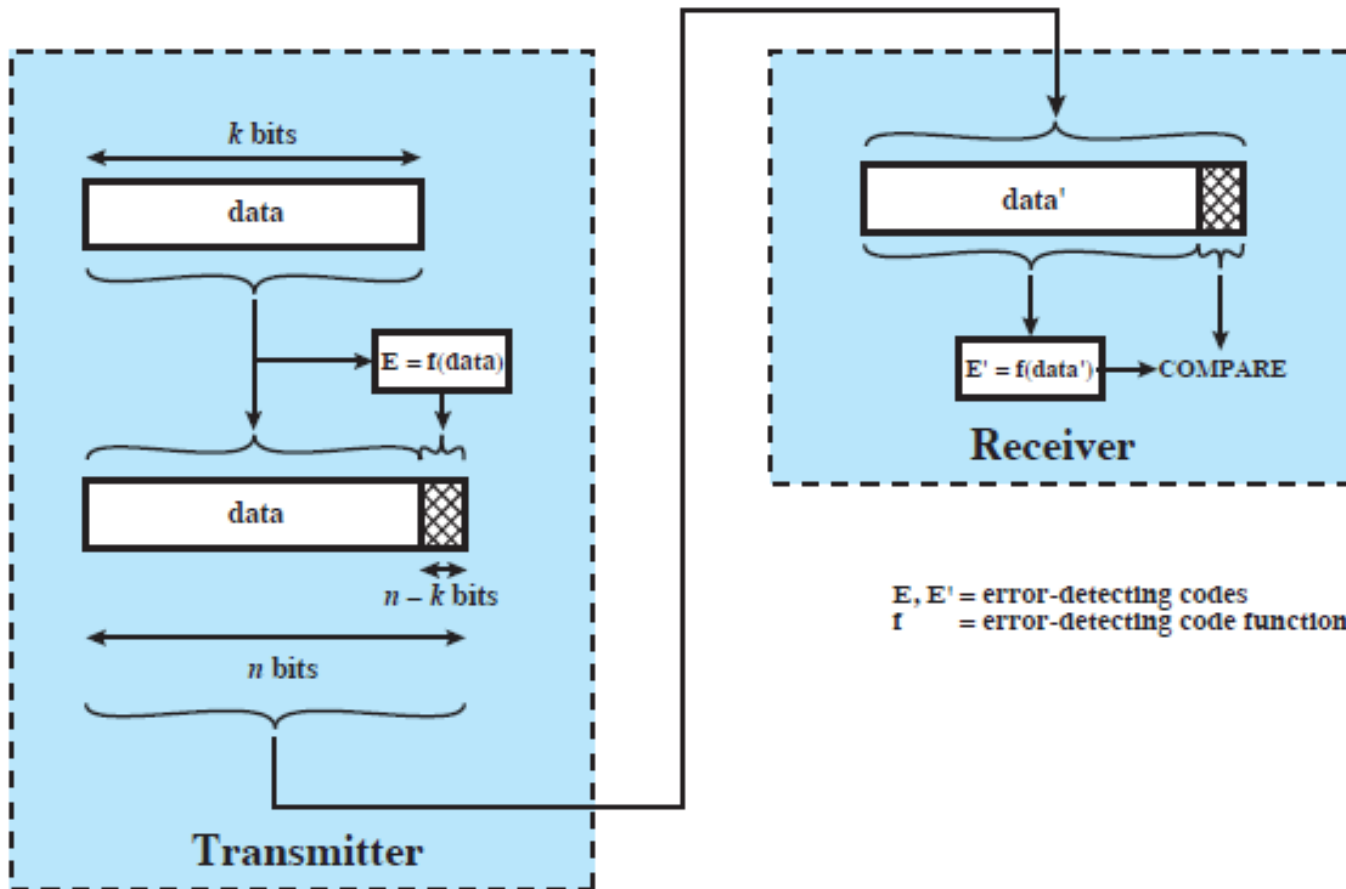 k bits
data
E = f(data)
data
n – k bits
n bits
Transmitter
data'
E' = f(data')
COMPARE
Receiver
E, E' = error-detecting codes
f = error-detecting code function